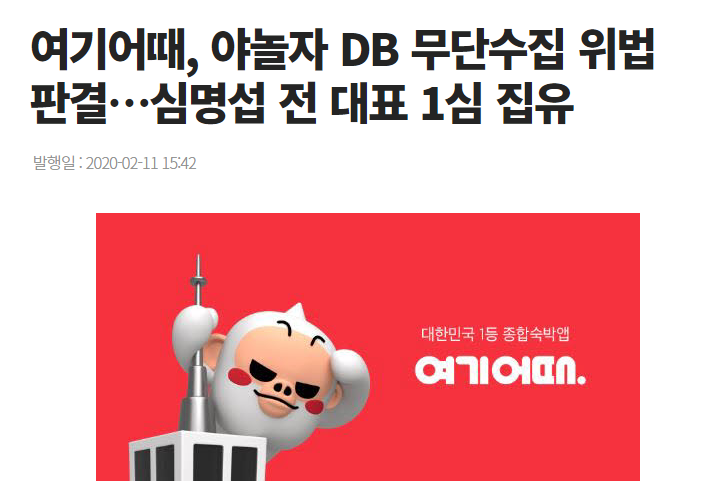 여기어때, 야놀자 DB 무단수집 위법
판결…심명섭 전 대표 1심 집유
발행일 : 2020-02-11 15:42
대한민국 1등 종합숙박앱
여기어때.